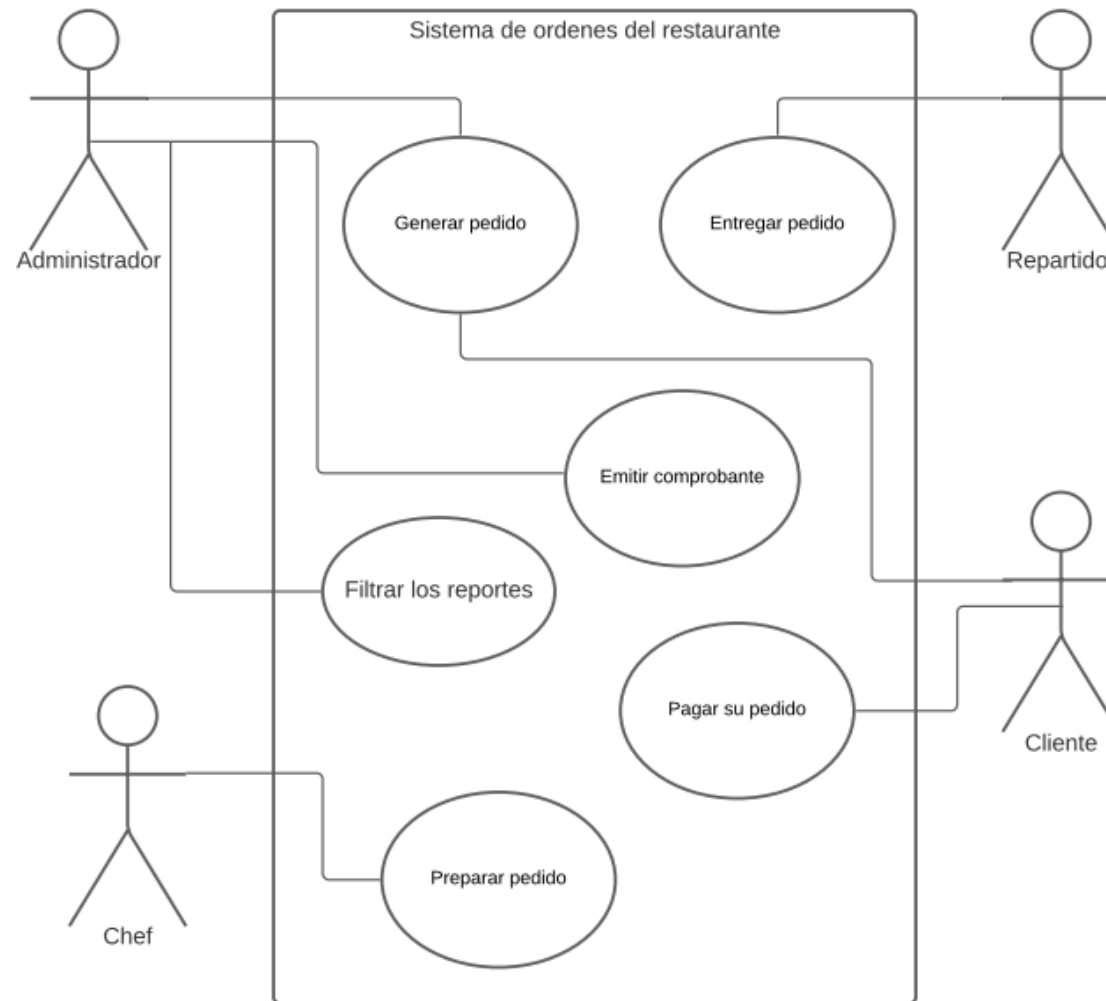 Sistema de ordenes del restaurante
Generar pedido
Entregar pedido
Administrador
Repartido
Emitir comprobante
Filtrar los reportes
Pagar su pedido
Cliente
Preparar pedido
Chef